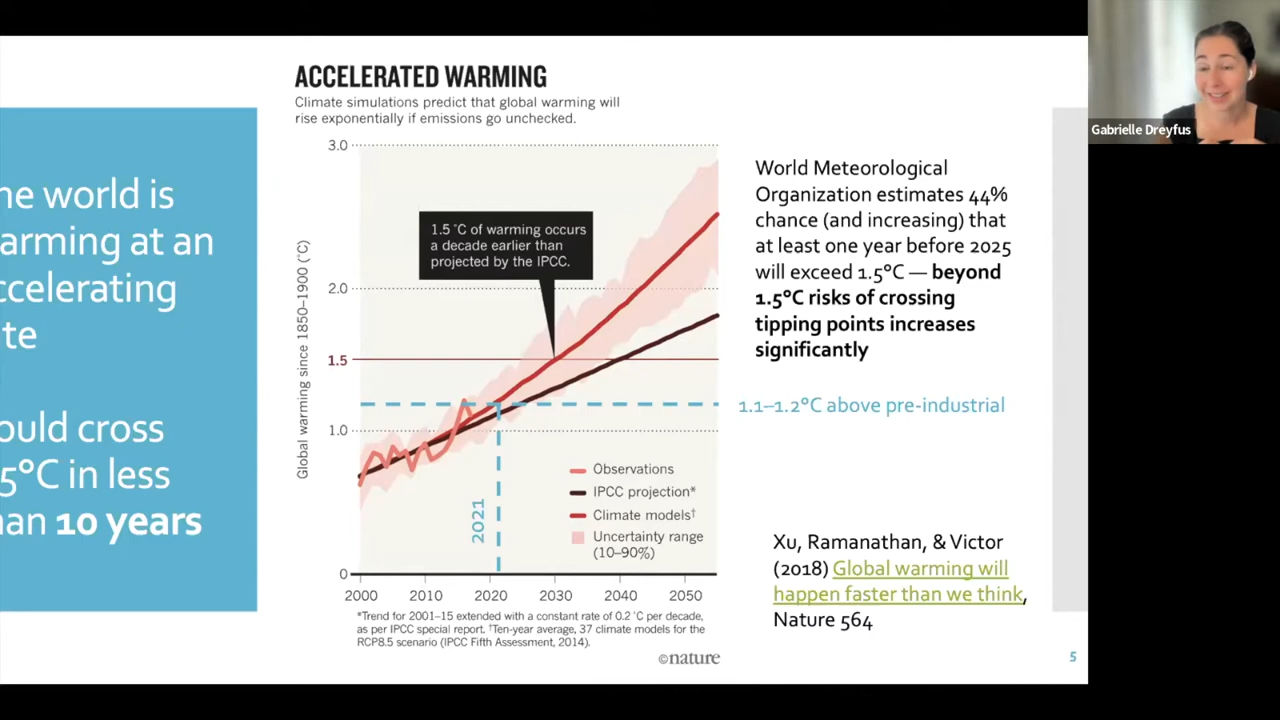 ne world is
arming at an
ccelerating
te
ould cross
5°C in less
an 10 years
ACCELERATED WARMING
Climate simulations predict that global warming will
rise exponentially if emissions go unchecked.
Global warming since 1850–1900 (˚C)
3.0
2.0
1.5
1.0
0
1.5 ˚C of warming occurs
a decade earlier than
projected by the IPCC.
2021
Observations
IPCC projection*
Climate models†
Uncertainty range
(10–90%)
2000 2010 2020 2030 2040 2050
*Trend for 2001–15 extended with a constant rate of 0.2 ˚C per decade,
as per IPCC special report. †Ten-year average, 37 climate models for the
RCP8.5 scenario (IPCC Fifth Assessment, 2014).
©nature
World Meteorological
Organization estimates 44%
chance (and increasing) that
at least one year before 2025
will exceed 1.5°C — beyond
1.5°C risks of crossing
tipping points increases
significantly
1.1–1.2°C above pre-industrial
Xu, Ramanathan, & Victor
(2018) Global warming will
happen faster than we think,
Nature 564
5
Gabrielle Dreyfus